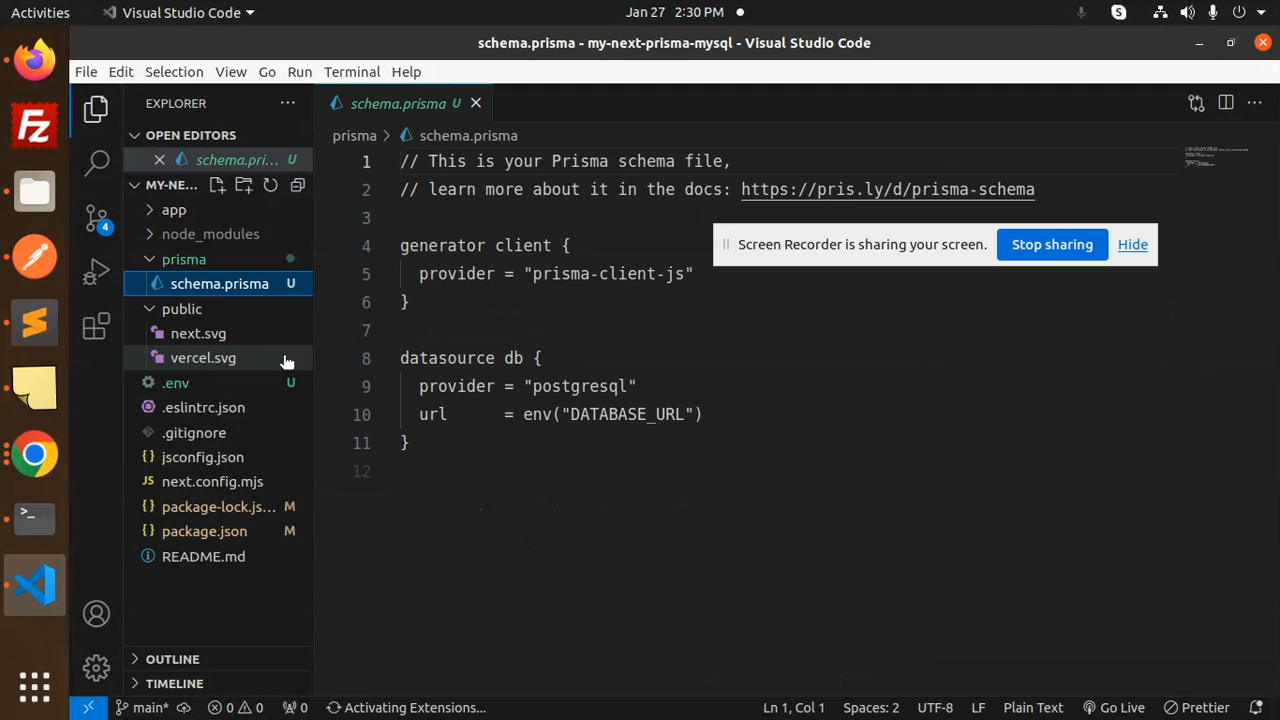 Activities
Visual Studio Code
Jan 27 2:30 PM
schema.prisma - my-next-prisma-mysql - Visual Studio Code
File Edit Selection View Go Run Terminal Help
EXPLORER
OPEN EDITORS
schema.pri... U
MY-NE...
app
node_modules
prisma
schema.prisma U
public
next.svg
vercel.svg
.env U
.eslintrc.json
.gitignore
{} jsconfig.json
JS next.config.mjs
{} package-lock.js... M
{} package.json M
README.md
OUTLINE
TIMELINE
4
Fz
S
>_
schema.prisma U
prisma > schema.prisma
1 // This is your Prisma schema file,
2 // learn more about it in the docs: https://pris.ly/d/prisma-schema
3
4 generator client {
5 provider = "prisma-client-js"
6 }
7
8 datasource db {
9 provider = "postgresql"
10 url = env("DATABASE_URL")
11 }
12
Screen Recorder is sharing your screen. Stop sharing Hide
main* 0 0 0 Activating Extensions... Ln 1, Col 1 Spaces: 2 UTF-8 LF Plain Text Go Live Prettier